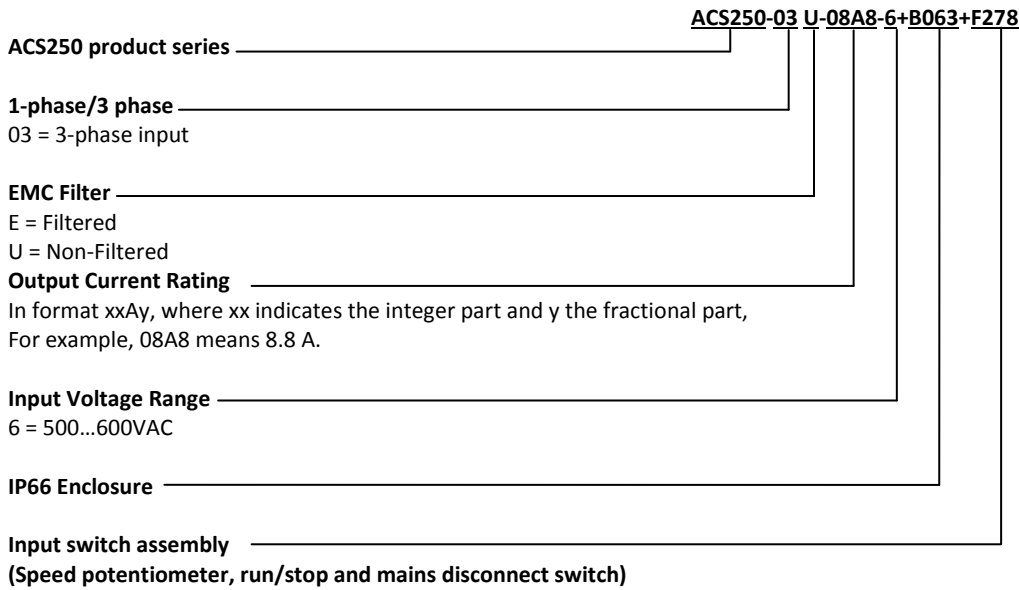 ACS250-03 U-08A8-6+B063+F278
ACS250 product series
1-phase/3 phase
03 = 3-phase input
EMC Filter
E = Filtered
U = Non-Filtered
Output Current Rating
In format xxAy, where xx indicates the integer part and y the fractional part,
For example, 08A8 means 8.8 A.
Input Voltage Range
6 = 500…600VAC
IP66 Enclosure
Input switch assembly
(Speed potentiometer, run/stop and mains disconnect switch)